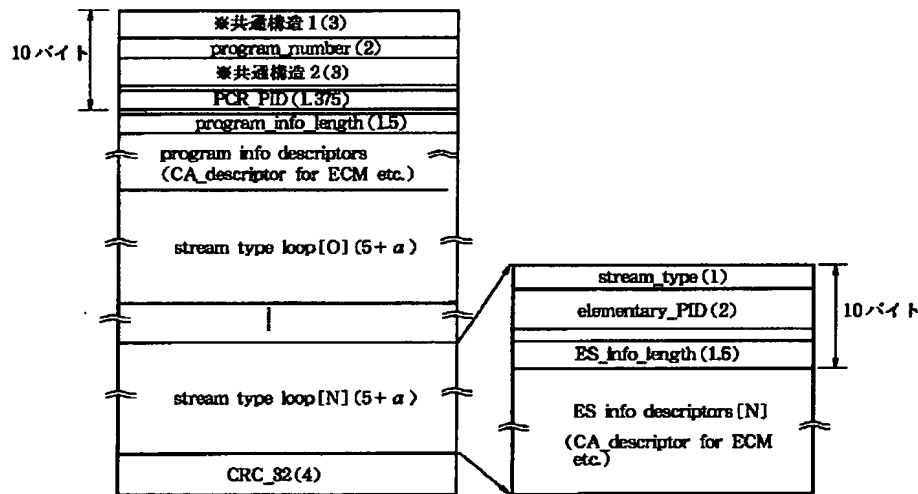 ※共通構造1(3)
10バイト
program_number(2)
※共通構造2(3)
PCR_PID(1.375)
program_info_length(1.5)
program info descriptors
(CA_descriptor for ECM etc.)
stream type loop[0](5+α)
stream type loop[N](5+α)
CRC_32(4)
stream_type(1)
elementary_PID(2)
10バイト
ES_info_length(1.5)
ES info descriptors[N]
(CA_descriptor for ECM
etc.)